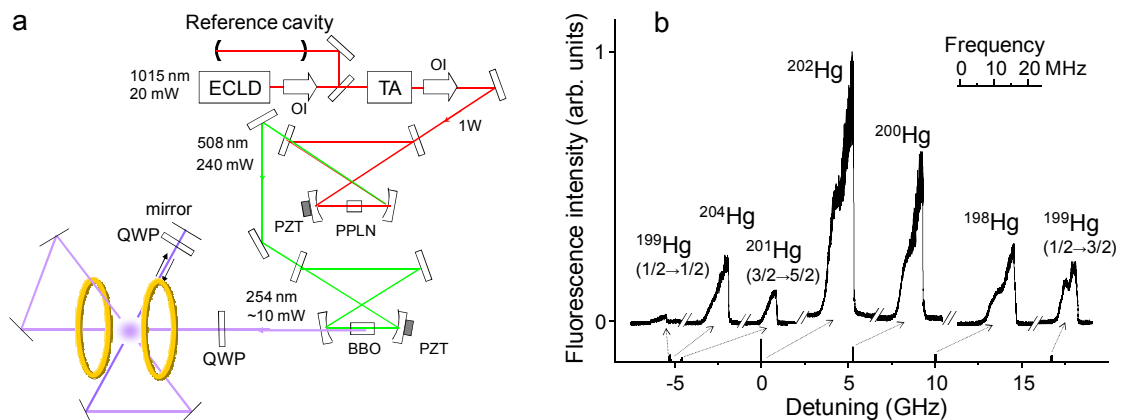 a
Reference cavity
1015 nm
20 mW
ECLD
OI
TA
OI
1W
508 nm
240 mW
PZT
PPLN
mirror
QWP
254 nm
~10 mW
QWP
BBO
PZT
b
Fluorescence intensity (arb. units)
1
0
Frequency
0 10 20 MHz
202Hg
200Hg
204Hg
198Hg
199Hg
(1/2→3/2)
199Hg
(1/2→1/2)
201Hg
(3/2→5/2)
-5 0 5 10 15
Detuning (GHz)